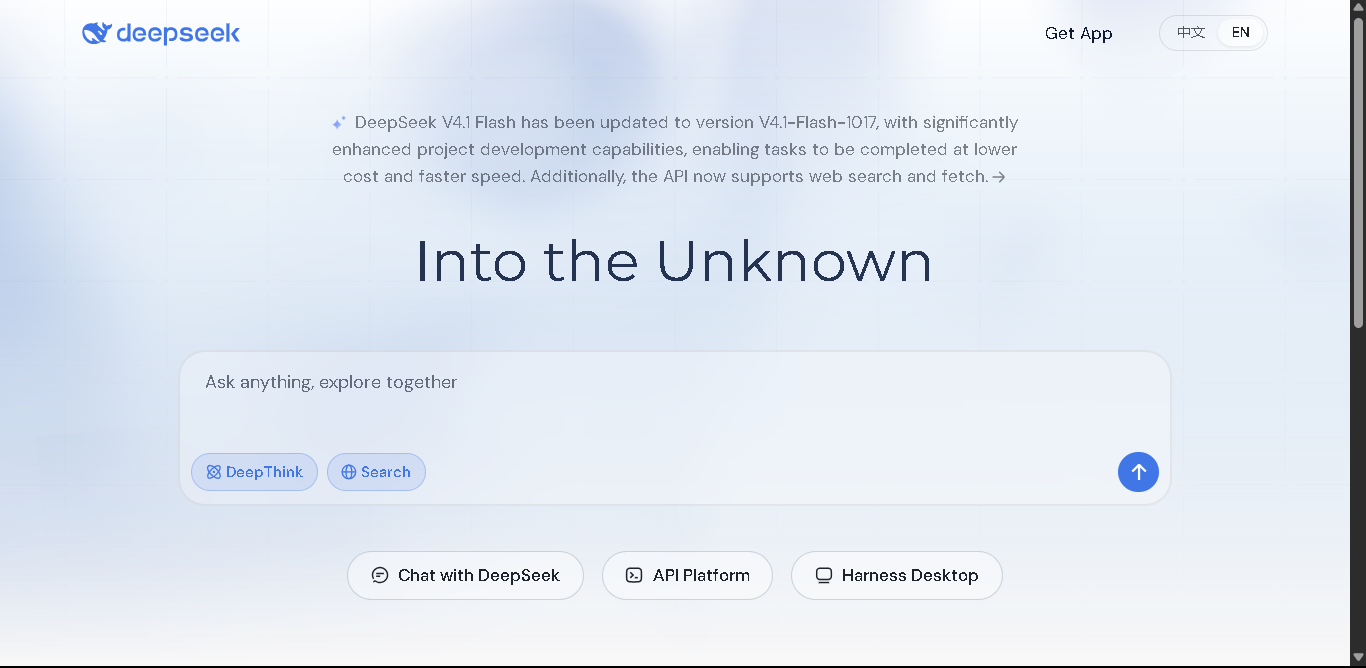 deepseek
Get App
中文
EN
DeepSeek V4.1 Flash has been updated to version V4.1-Flash-1017, with significantly
enhanced project development capabilities, enabling tasks to be completed at lower
cost and faster speed. Additionally, the API now supports web search and fetch.
Into the Unknown
Ask anything, explore together
DeepThink
Search
Chat with DeepSeek
API Platform
Harness Desktop